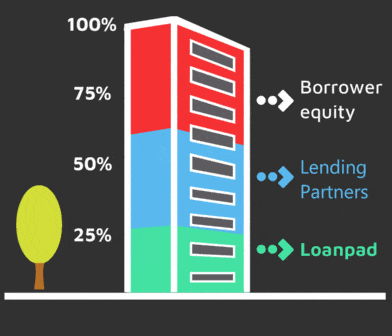 100%
75%
50%
25%
Borrower
equity
Lending
Partners
Loanpad